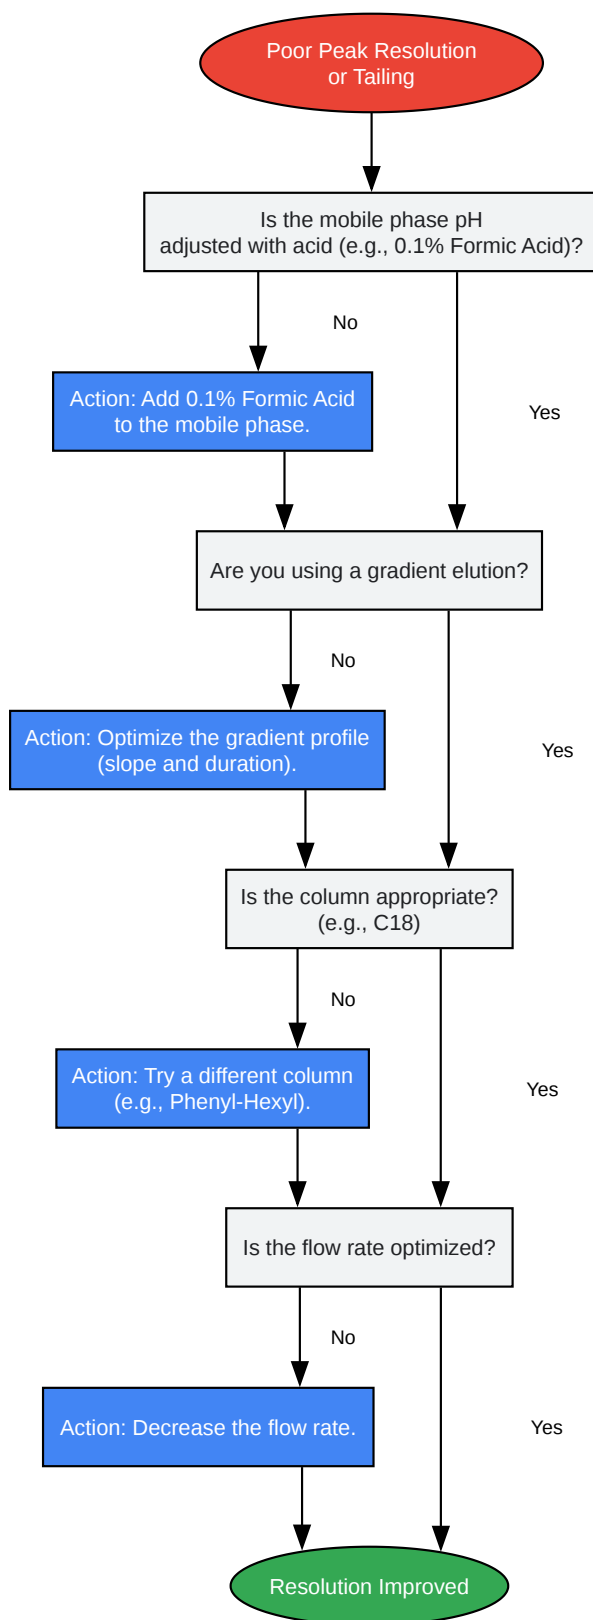 Poor Peak Resolution
or Tailing
Is the mobile phase pH
adjusted with acid (e.g., 0.1% Formic Acid)?
No
Action: Add 0.1% Formic Acid
to the mobile phase.
Yes
Are you using a gradient elution?
No
Action: Optimize the gradient profile
(slope and duration).
Yes
Is the column appropriate?
(e.g., C18)
No
Action: Try a different column
(e.g., Phenyl-Hexyl).
Yes
Is the flow rate optimized?
No
Action: Decrease the flow rate.
Yes
Resolution Improved